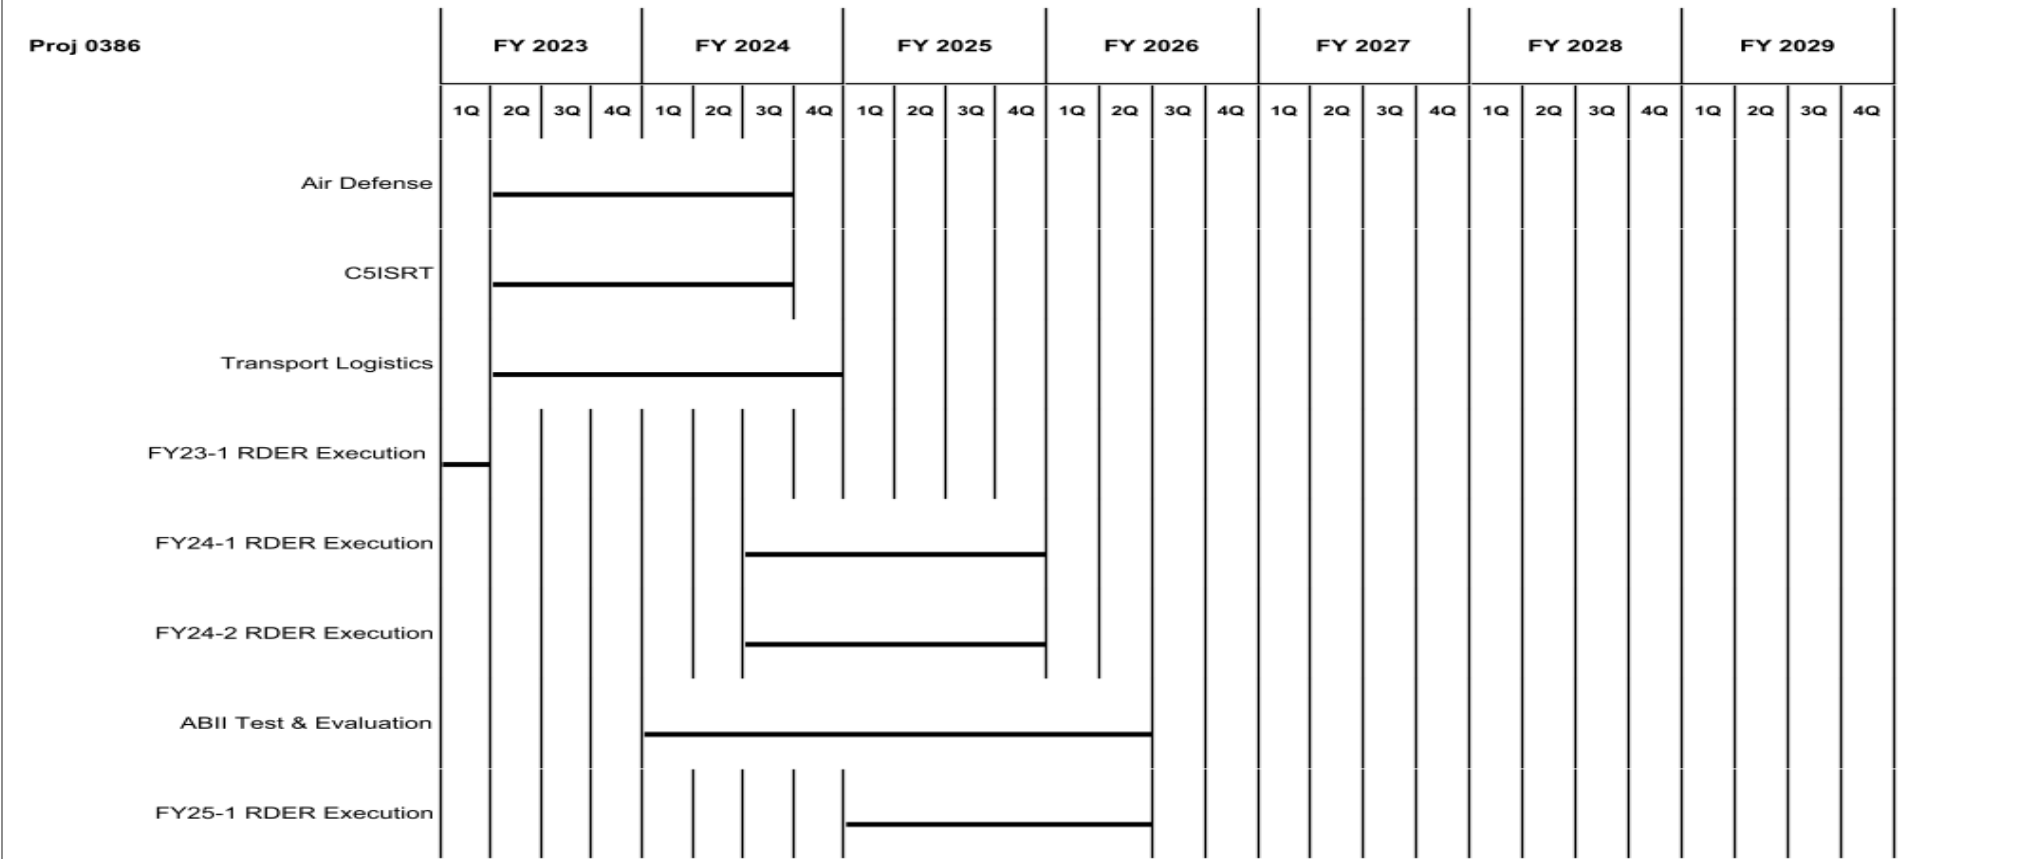 Proj 0386 FY 2023 FY 2024 FY 2025 FY 2026 FY 2027 FY 2028 FY 2029
1Q 2Q 3Q 4Q 1Q 2Q 3Q 4Q 1Q 2Q 3Q 4Q 1Q 2Q 3Q 4Q 1Q 2Q 3Q 4Q 1Q 2Q 3Q 4Q 1Q 2Q 3Q 4Q
Air Defense
C5ISRT
Transport Logistics
FY23-1 RDER Execution
FY24-1 RDER Execution
FY24-2 RDER Execution
ABII Test & Evaluation
FY25-1 RDER Execution